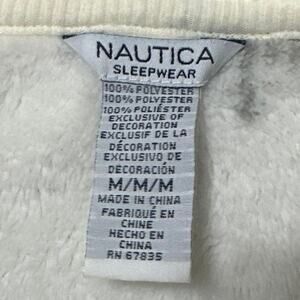 NAUTICA
SLEEPWEAR
100% POLYESTER
100% POLYESTER
100% POLIÉSTER
EXCLUSIVE OF
DECORATION
EXCLUSIF DE LA
DÉCORATION
EXCLUSIVO DE
DECORACIÓN
M/M/M
MADE IN CHINA
FABRIQUÉ EN
CHINE
HECHO EN
CHINA
RN 67835